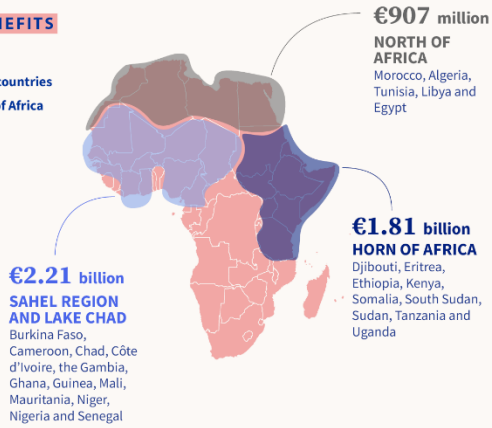 €907 million
NORTH OF
AFRICA
Morocco, Algeria,
Tunisia, Libya and
Egypt
€1.81 billion
HORN OF AFRICA
Djibouti, Eritrea,
Ethiopia, Kenya,
Somalia, South Sudan,
Sudan, Tanzania and
Uganda
€2.21 billion
SAHEL REGION
AND LAKE CHAD
Burkina Faso,
Cameroon, Chad, Côte
d'Ivoire, the Gambia,
Ghana, Guinea, Mali,
Mauritania, Niger,
Nigeria and Senegal
countries
of Africa